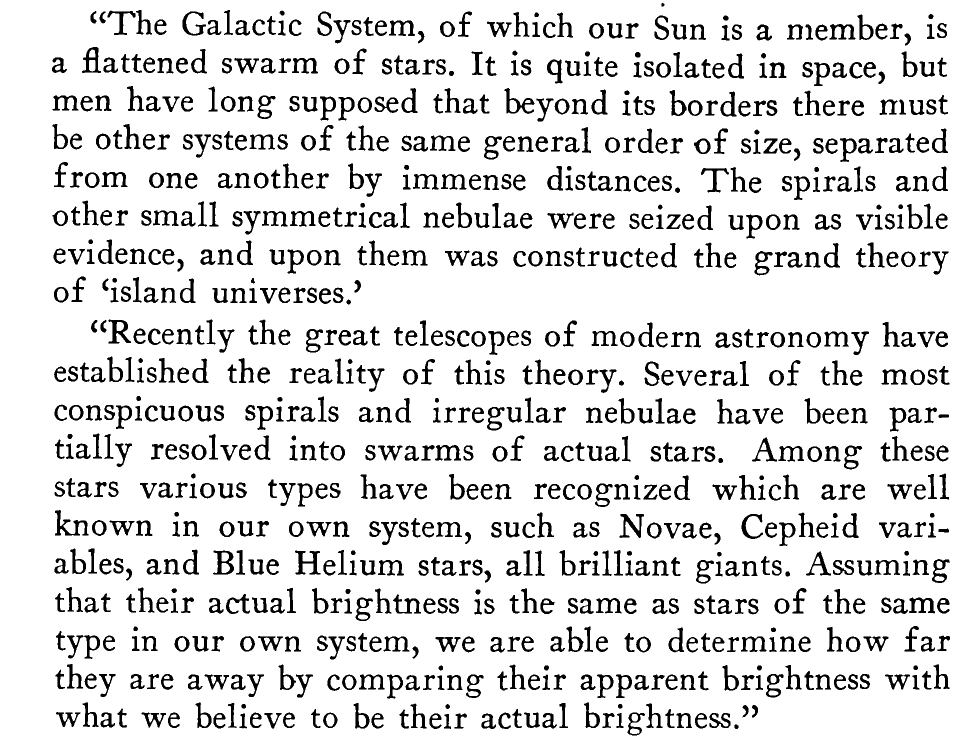 “The Galactic System, of which our Sun is a member, is
a flattened swarm of stars. It is quite isolated in space, but
men have long supposed that beyond its borders there must
be other systems of the same general order of size, separated
from one another by immense distances. The spirals and
other small symmetrical nebulae were seized upon as visible
evidence, and upon them was constructed the grand theory
of ‘island universes.’
“Recently the great telescopes of modern astronomy have
established the reality of this theory. Several of the most
conspicuous spirals and irregular nebulae have been par-
tially resolved into swarms of actual stars. Among these
stars various types have been recognized which are well
known in our own system, such as Novae, Cepheid vari-
ables, and Blue Helium stars, all brilliant giants. Assuming
that their actual brightness is the same as stars of the same
type in our own system, we are able to determine how far
they are away by comparing their apparent brightness with
what we believe to be their actual brightness.”